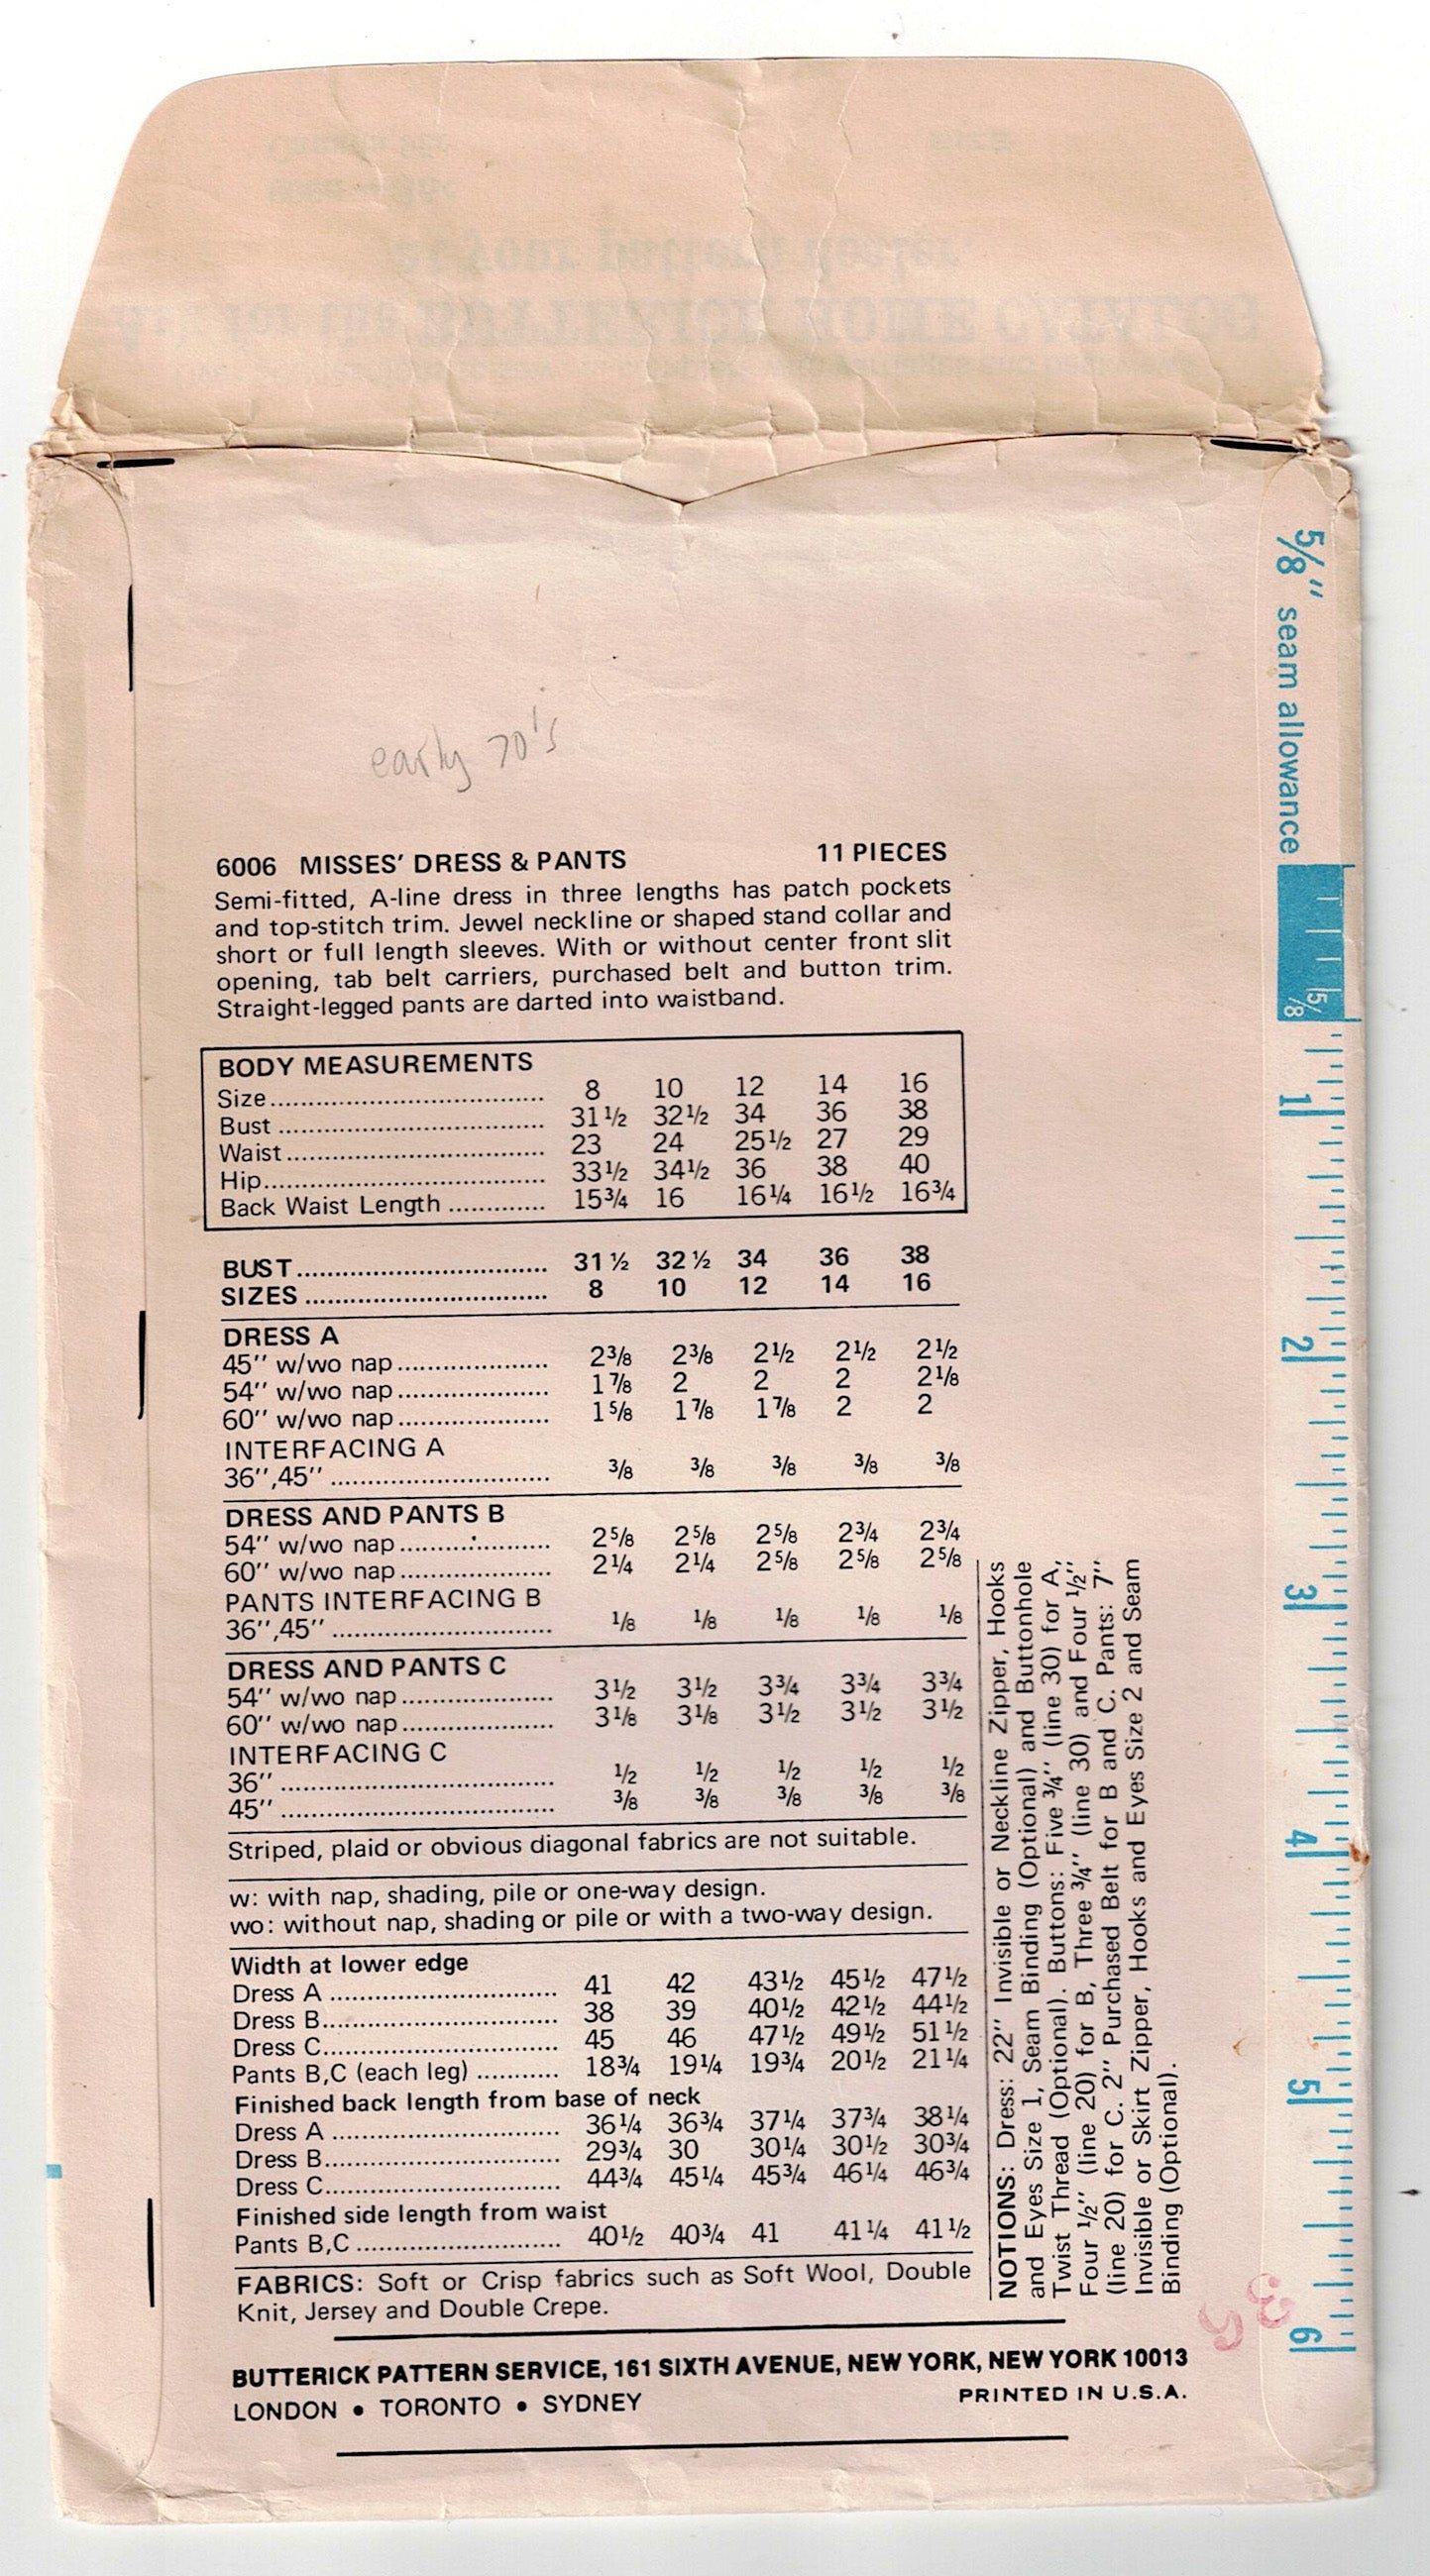 early 70's
6006 MISSES' DRESS & PANTS 11 PIECES
Semi-fitted, A-line dress in three lengths has patch pockets
and top-stitch trim. Jewel neckline or shaped stand collar and
short or full length sleeves. With or without center front slit
opening, tab belt carriers, purchased belt and button trim.
Straight-legged pants are darted into waistband.
BODY MEASUREMENTS
Size 8 10 12 14 16
Bust 31½ 32½ 34 36 38
Waist 23 24 25½ 27 29
Hip 33½ 34½ 36 38 40
Back Waist Length 15¾ 16 16¼ 16½ 16¾
BUST 31½ 32½ 34 36 38
SIZES 8 10 12 14 16
DRESS A
45" w/wo nap 2⅜ 2⅜ 2½ 2½ 2½
54" w/wo nap 1⅞ 2 2 2 2⅛
60" w/wo nap 1⅝ 1⅞ 1⅞ 2 2
INTERFACING A
36",45" ⅜ ⅜ ⅜ ⅜ ⅜
DRESS AND PANTS B
54" w/wo nap 2⅝ 2⅝ 2⅝ 2¾ 2¾
60" w/wo nap 2¼ 2¼ 2⅝ 2⅝ 2⅝
PANTS INTERFACING B
36",45" ⅛ ⅛ ⅛ ⅛ ⅛
DRESS AND PANTS C
54" w/wo nap 3½ 3½ 3¾ 3¾ 3¾
60" w/wo nap 3⅛ 3⅛ 3½ 3½ 3½
INTERFACING C
36" ½ ½ ½ ½ ½
45" ⅜ ⅜ ⅜ ⅜ ⅜
Striped, plaid or obvious diagonal fabrics are not suitable.
w: with nap, shading, pile or one-way design.
wo: without nap, shading or pile or with a two-way design.
Width at lower edge
Dress A 41 42 43½ 45½ 47½
Dress B 38 39 40½ 42½ 44½
Dress C 45 46 47½ 49½ 51½
Pants B,C (each leg) 18¾ 19¼ 19¾ 20½ 21¼
Finished back length from base of neck
Dress A 36¼ 36¾ 37¼ 37¾ 38¼
Dress B 29¾ 30 30¼ 30½ 30¾
Dress C 44¾ 45¼ 45¾ 46¼ 46¾
Finished side length from waist
Pants B,C 40½ 40¾ 41 41¼ 41½
FABRICS: Soft or Crisp fabrics such as Soft Wool, Double
Knit, Jersey and Double Crepe.
NOTIONS: Dress: 22" Invisible or Neckline Zipper, Hooks
and Eyes Size 1, Seam Binding (Optional) and Buttonhole
Twist Thread (Optional). Buttons: Five ¾" (line 30) for A,
Four ½" (line 20) for B, Three ¾" (line 30) and Four ½"
(line 20) for C. 2" Purchased Belt for B and C. Pants: 7"
Invisible or Skirt Zipper, Hooks and Eyes Size 2 and Seam
Binding (Optional).
BUTTERICK PATTERN SERVICE, 161 SIXTH AVENUE, NEW YORK, NEW YORK 10013
LONDON • TORONTO • SYDNEY PRINTED IN U.S.A.
5/8" seam allowance
5/8
1
2
3
4
5
6